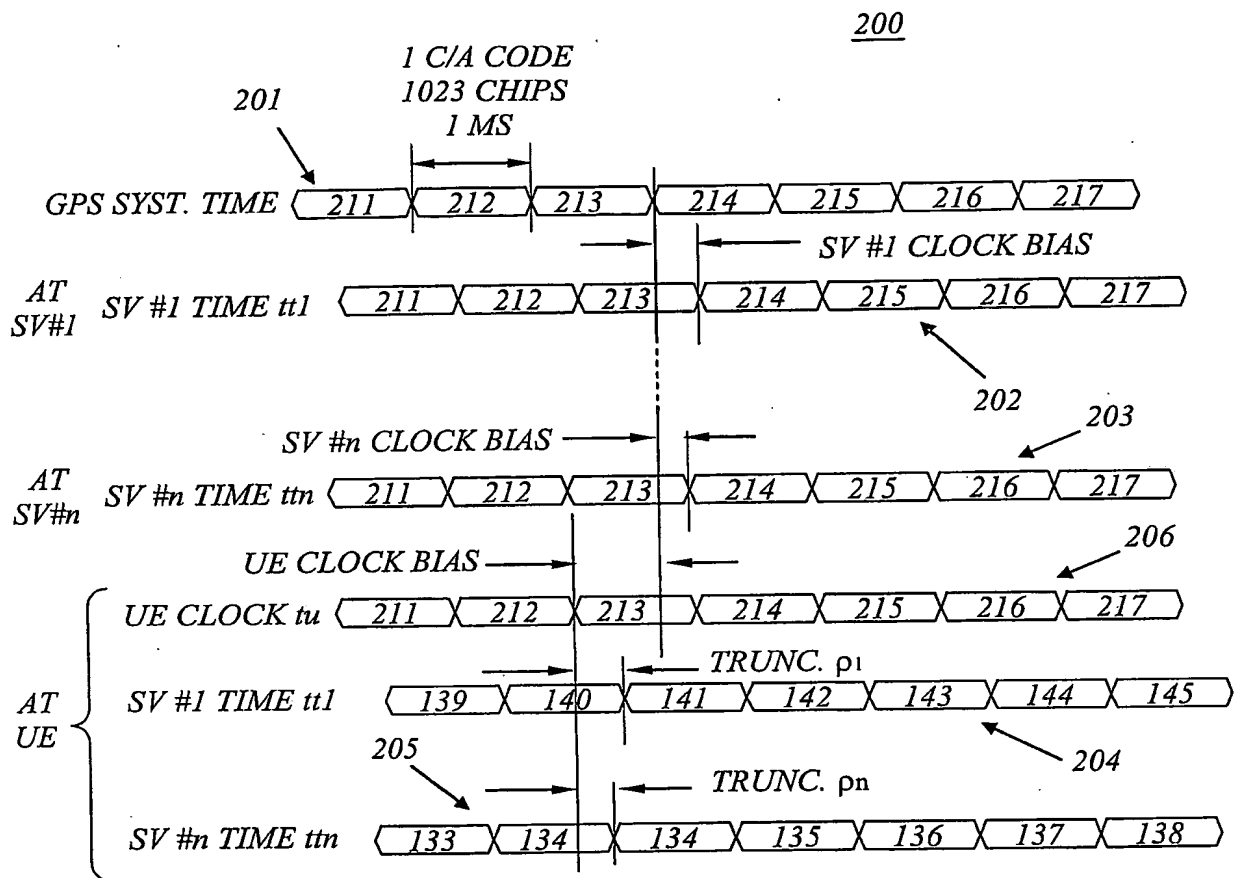 200
1 C/A CODE
1023 CHIPS
1 MS
201
GPS SYST. TIME 211 212 213 214 215 216 217
SV #1 CLOCK BIAS
AT SV#1
SV #1 TIME tt1 211 212 213 214 215 216 217
202
203
SV #n CLOCK BIAS
AT SV#n
SV #n TIME ttn 211 212 213 214 215 216 217
UE CLOCK BIAS
206
UE CLOCK tu 211 212 213 214 215 216 217
TRUNC. ρ1
AT UE
SV #1 TIME tt1 139 140 141 142 143 144 145
204
205
TRUNC. ρn
SV #n TIME ttn 133 134 134 135 136 137 138